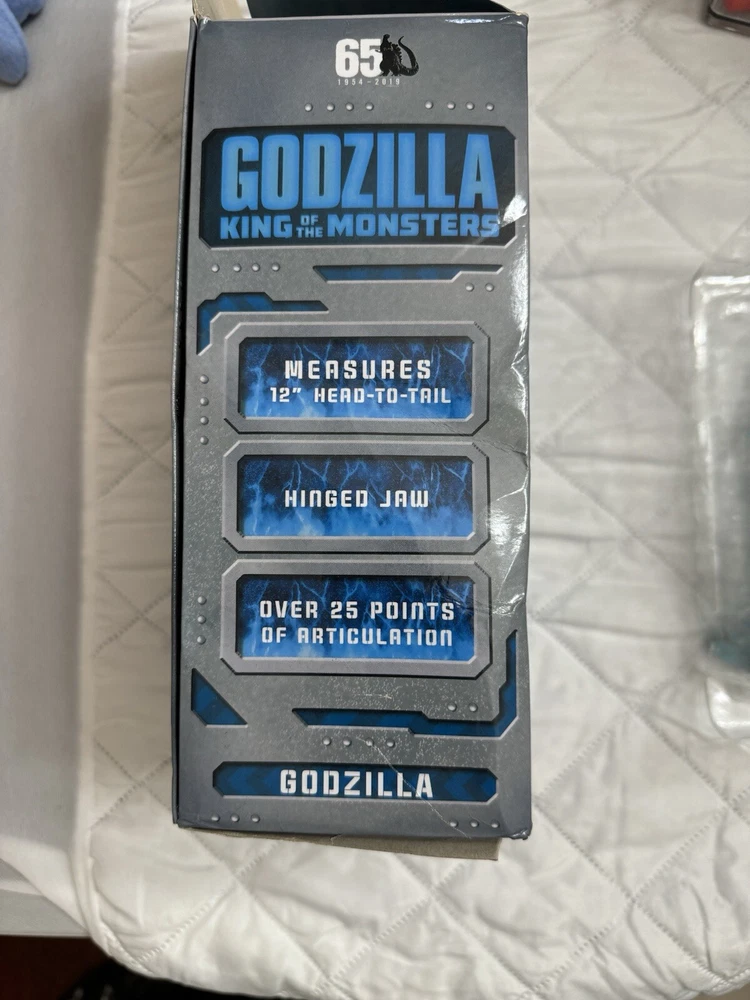 65
1954-2019
GODZILLA
KING OF THE MONSTERS
MEASURES
12" HEAD-TO-TAIL
HINGED JAW
OVER 25 POINTS
OF ARTICULATION
GODZILLA